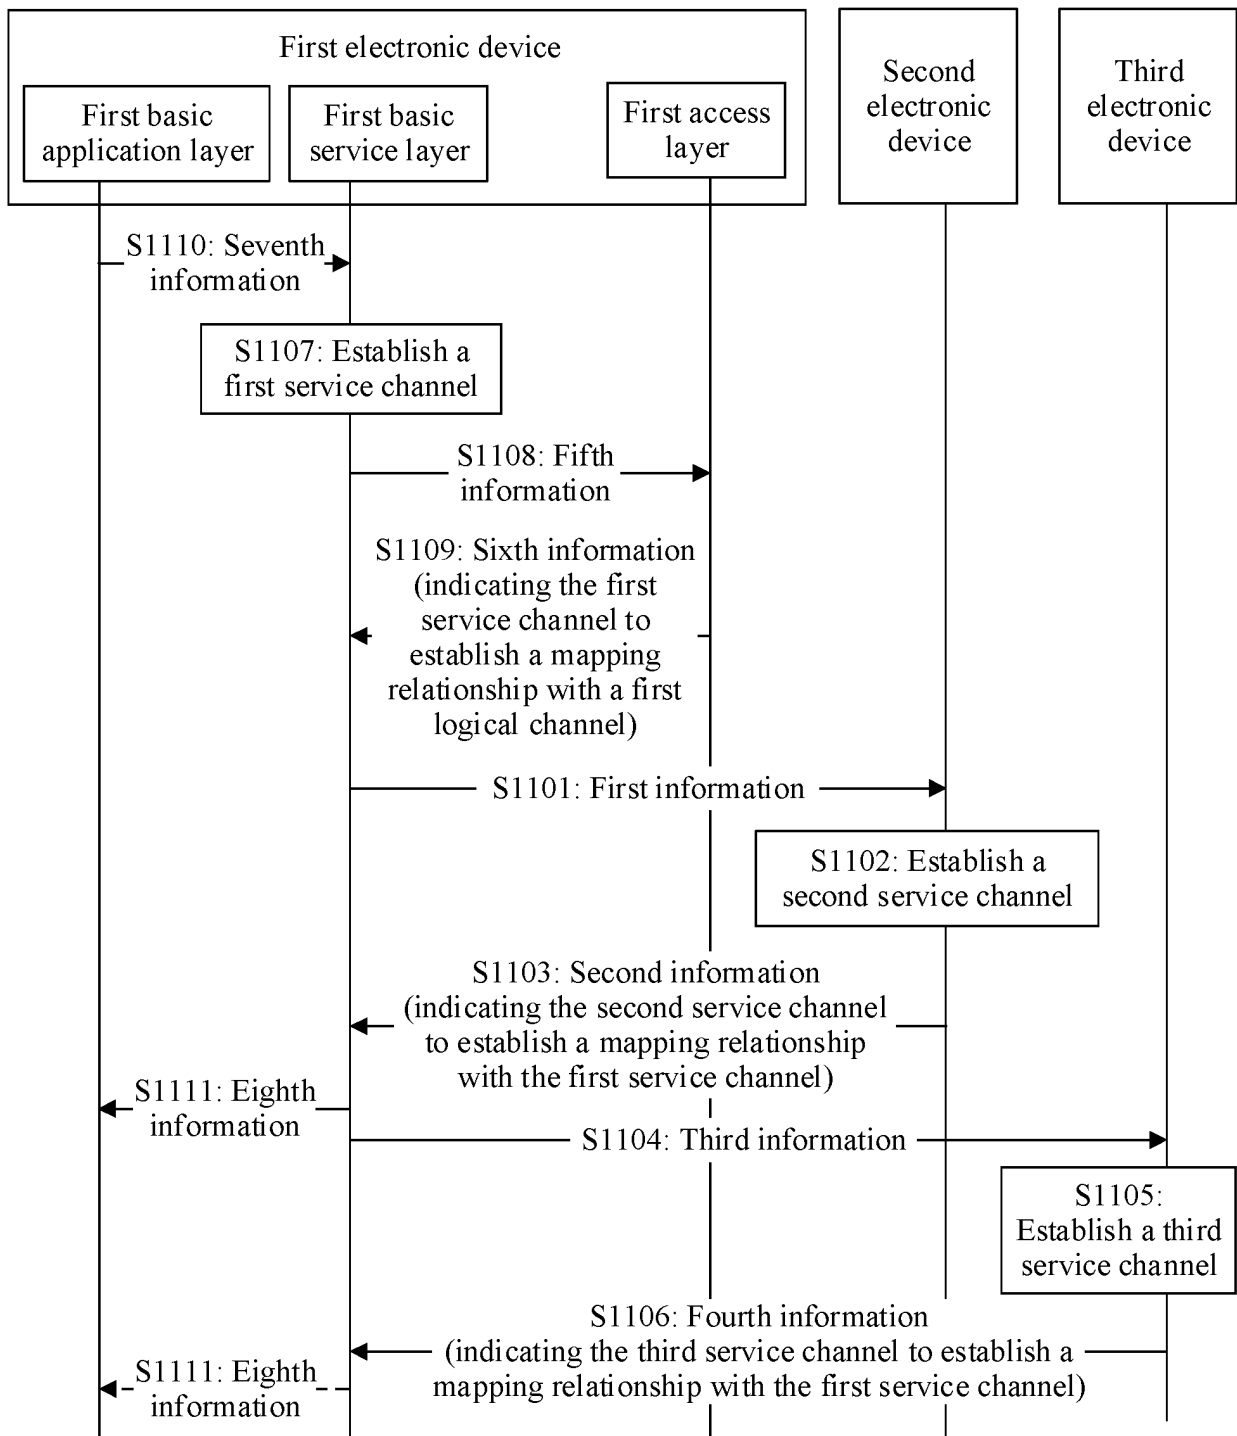 First electronic device
First basic
application layer
First basic
service layer
First access
layer
Second
electronic
device
Third
electronic
device
S1110: Seventh
information
S1107: Establish a
first service channel
S1108: Fifth
information
S1109: Sixth information
(indicating the first
service channel to
establish a mapping
relationship with a first
logical channel)
S1101: First information
S1102: Establish a
second service channel
S1103: Second information
(indicating the second service channel
to establish a mapping relationship
with the first service channel)
S1111: Eighth
information
S1104: Third information
S1105:
Establish a third
service channel
S1106: Fourth information
(indicating the third service channel to establish a
mapping relationship with the first service channel)
S1111: Eighth
information